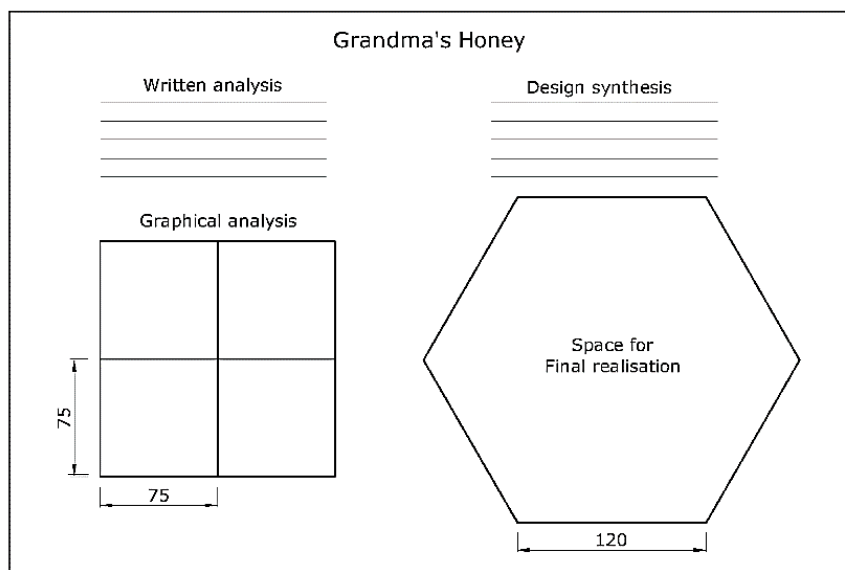 Grandma's Honey
Written analysis
Design synthesis
Graphical analysis
Space for
Final realisation
75
75
120